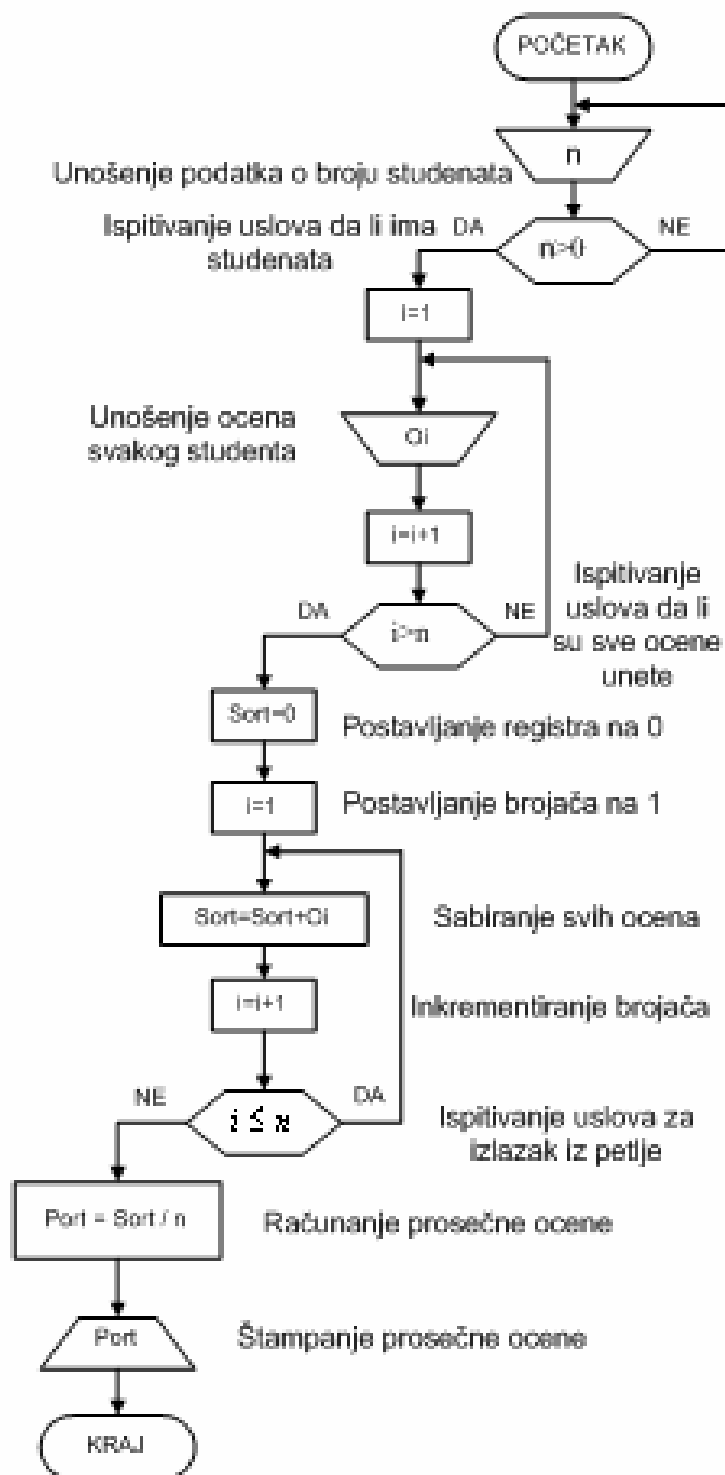 POČETAK
n
Unošenje podatka o broju studenata
Ispitivanje uslova da li ima
studenata
DA
n>0
NE
i=1
Unošenje ocena
svakog studenta
Oi
i=i+1
Ispitivanje
uslova da li
su sve ocene
unete
DA
i>n
NE
Sort=0
Postavljanje registra na 0
i=1
Postavljanje brojača na 1
Sort=Sort+Oi
Sabiranje svih ocena
i=i+1
Inkrementiranje brojača
NE
i ≤ n
DA
Ispitivanje uslova za
izlazak iz petlje
Port = Sort / n
Računanje prosečne ocene
Port
Štampanje prosečne ocene
KRAJ